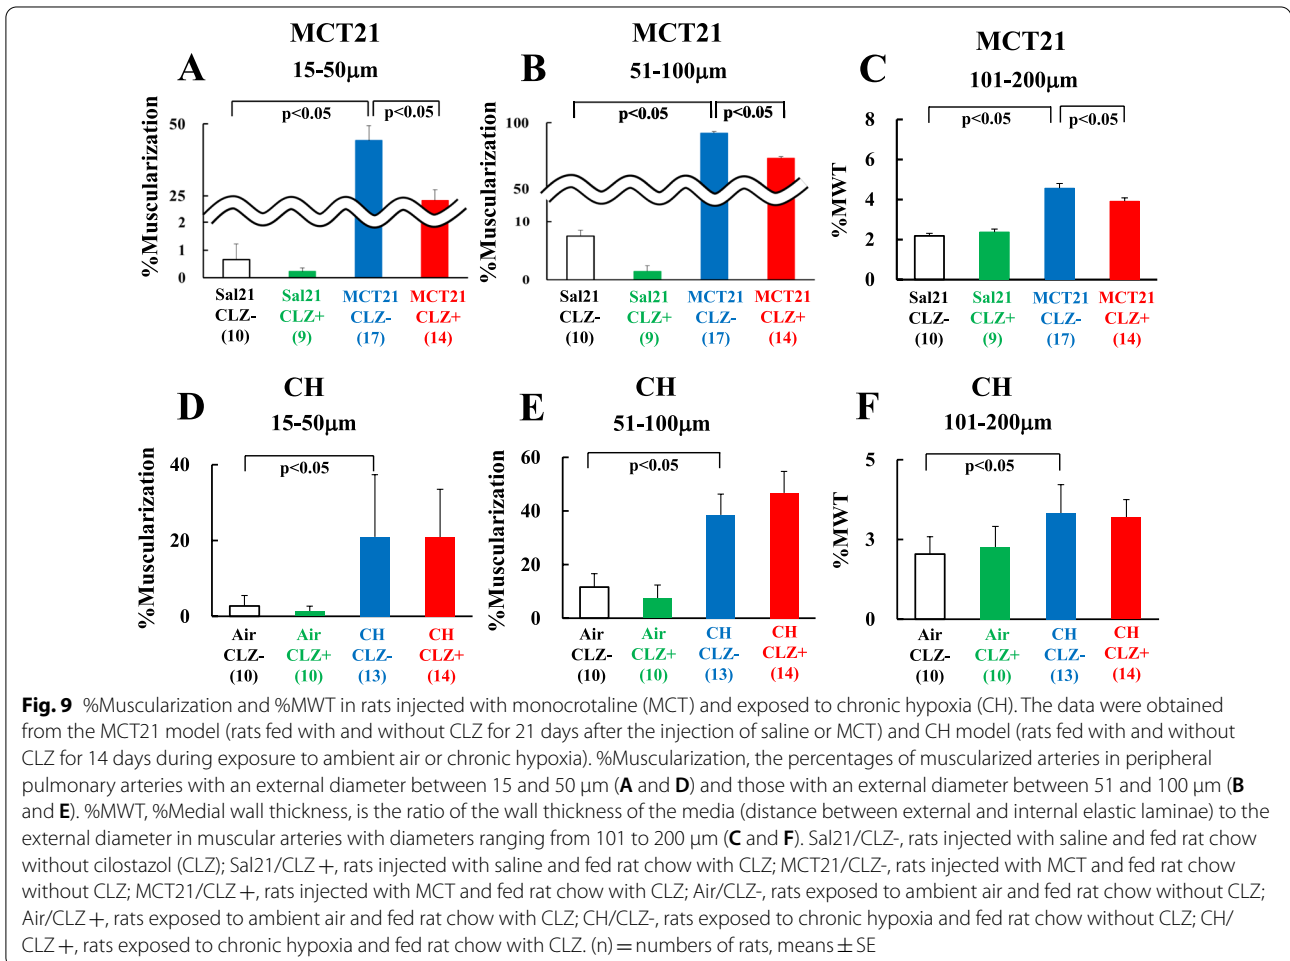 MCT21
A 15-50μm
p<0.05 p<0.05
%Muscularization
50
25
2
1
0
Sal21 Sal21 MCT21 MCT21
CLZ- CLZ+ CLZ- CLZ+
(10) (9) (17) (14)
MCT21
B 51-100μm
p<0.05 p<0.05
%Muscularization
100
50
10
0
Sal21 Sal21 MCT21 MCT21
CLZ- CLZ+ CLZ- CLZ+
(10) (9) (17) (14)
MCT21
C 101-200μm
p<0.05 p<0.05
%MWT
8
6
4
2
0
Sal21 Sal21 MCT21 MCT21
CLZ- CLZ+ CLZ- CLZ+
(10) (9) (17) (14)
CH
D 15-50μm
p<0.05
%Muscularization
40
20
0
Air Air CH CH
CLZ- CLZ+ CLZ- CLZ+
(10) (10) (13) (14)
CH
E 51-100μm
p<0.05
%Muscularization
60
40
20
0
Air Air CH CH
CLZ- CLZ+ CLZ- CLZ+
(10) (10) (13) (14)
CH
F 101-200μm
p<0.05
%MWT
5
3
0
Air Air CH CH
CLZ- CLZ+ CLZ- CLZ+
(10) (10) (13) (14)
Fig. 9 %Muscularization and %MWT in rats injected with monocrotaline (MCT) and exposed to chronic hypoxia (CH). The data were obtained
from the MCT21 model (rats fed with and without CLZ for 21 days after the injection of saline or MCT) and CH model (rats fed with and without
CLZ for 14 days during exposure to ambient air or chronic hypoxia). %Muscularization, the percentages of muscularized arteries in peripheral
pulmonary arteries with an external diameter between 15 and 50 μm (A and D) and those with an external diameter between 51 and 100 μm (B
and E). %MWT, %Medial wall thickness, is the ratio of the wall thickness of the media (distance between external and internal elastic laminae) to the
external diameter in muscular arteries with diameters ranging from 101 to 200 μm (C and F). Sal21/CLZ-, rats injected with saline and fed rat chow
without cilostazol (CLZ); Sal21/CLZ +, rats injected with saline and fed rat chow with CLZ; MCT21/CLZ-, rats injected with MCT and fed rat chow
without CLZ; MCT21/CLZ +, rats injected with MCT and fed rat chow with CLZ; Air/CLZ-, rats exposed to ambient air and fed rat chow without CLZ;
Air/CLZ +, rats exposed to ambient air and fed rat chow with CLZ; CH/CLZ-, rats exposed to chronic hypoxia and fed rat chow without CLZ; CH/
CLZ +, rats exposed to chronic hypoxia and fed rat chow with CLZ. (n) = numbers of rats, means ± SE